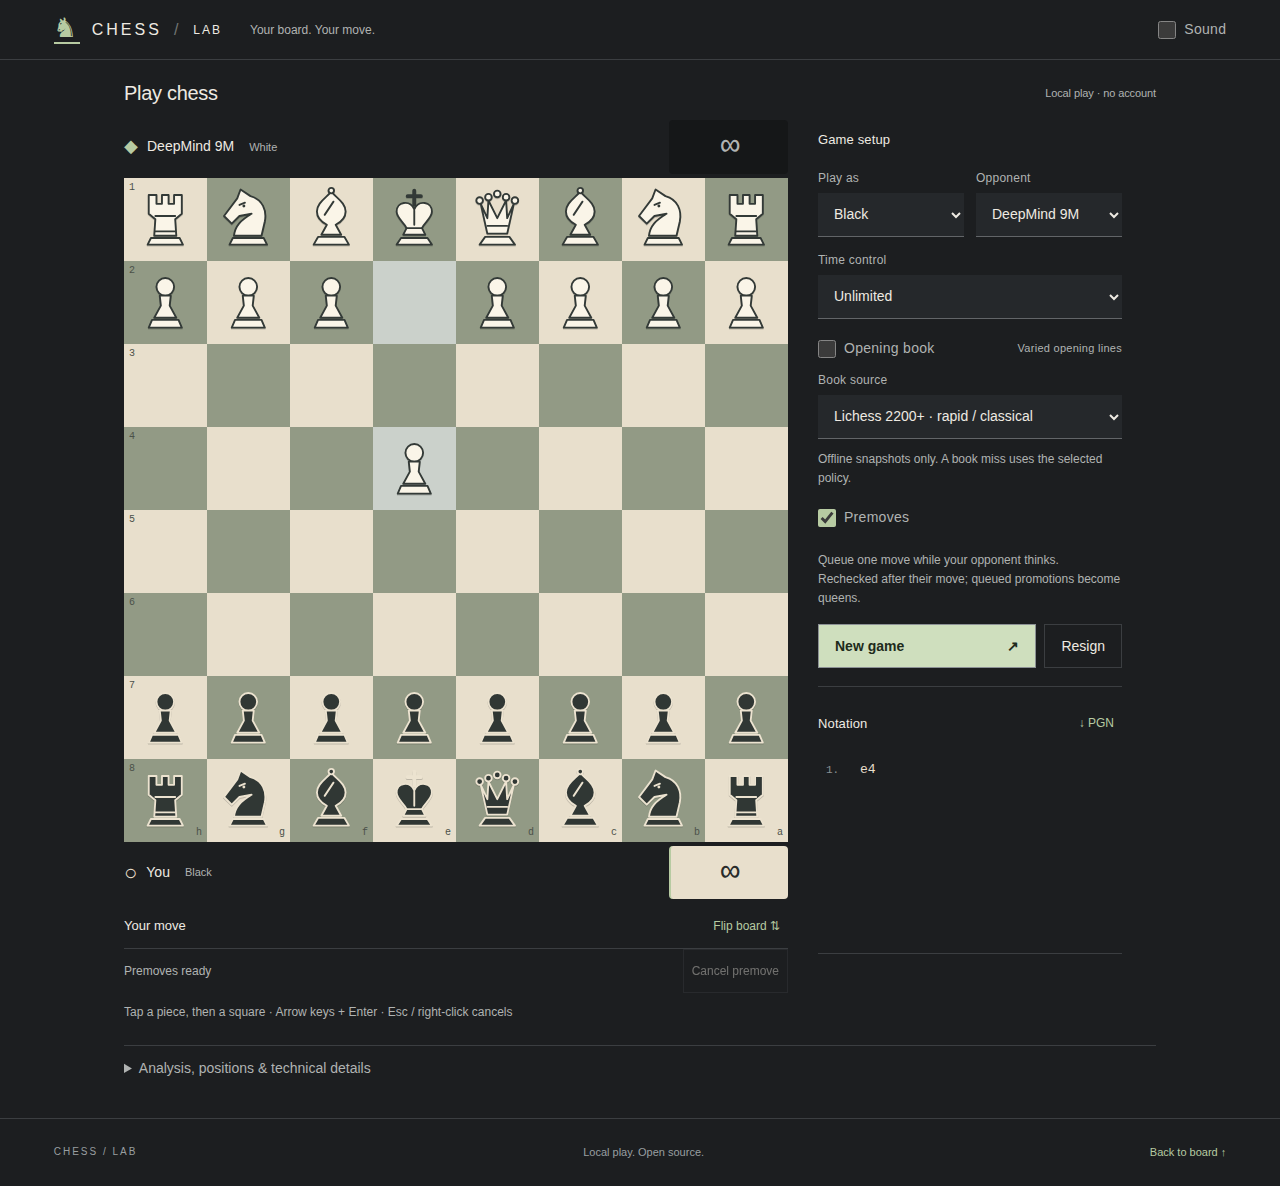 CHESS / LAB Your board. Your move. Sound
Play chess Local play · no account
DeepMind 9M White ∞
1
2
3
4
5
6
7
8
h g f e d c b a
You Black ∞
Your move Flip board ⇅
Premoves ready Cancel premove
Tap a piece, then a square · Arrow keys + Enter · Esc / right-click cancels
Game setup
Play as Opponent
Black DeepMind 9M
Time control
Unlimited
Opening book Varied opening lines
Book source
Lichess 2200+ · rapid / classical
Offline snapshots only. A book miss uses the selected
policy.
Premoves
Queue one move while your opponent thinks.
Rechecked after their move; queued promotions become
queens.
New game ↗ Resign
Notation ↓ PGN
1. e4
Analysis, positions & technical details
CHESS / LAB Local play. Open source. Back to board ↑